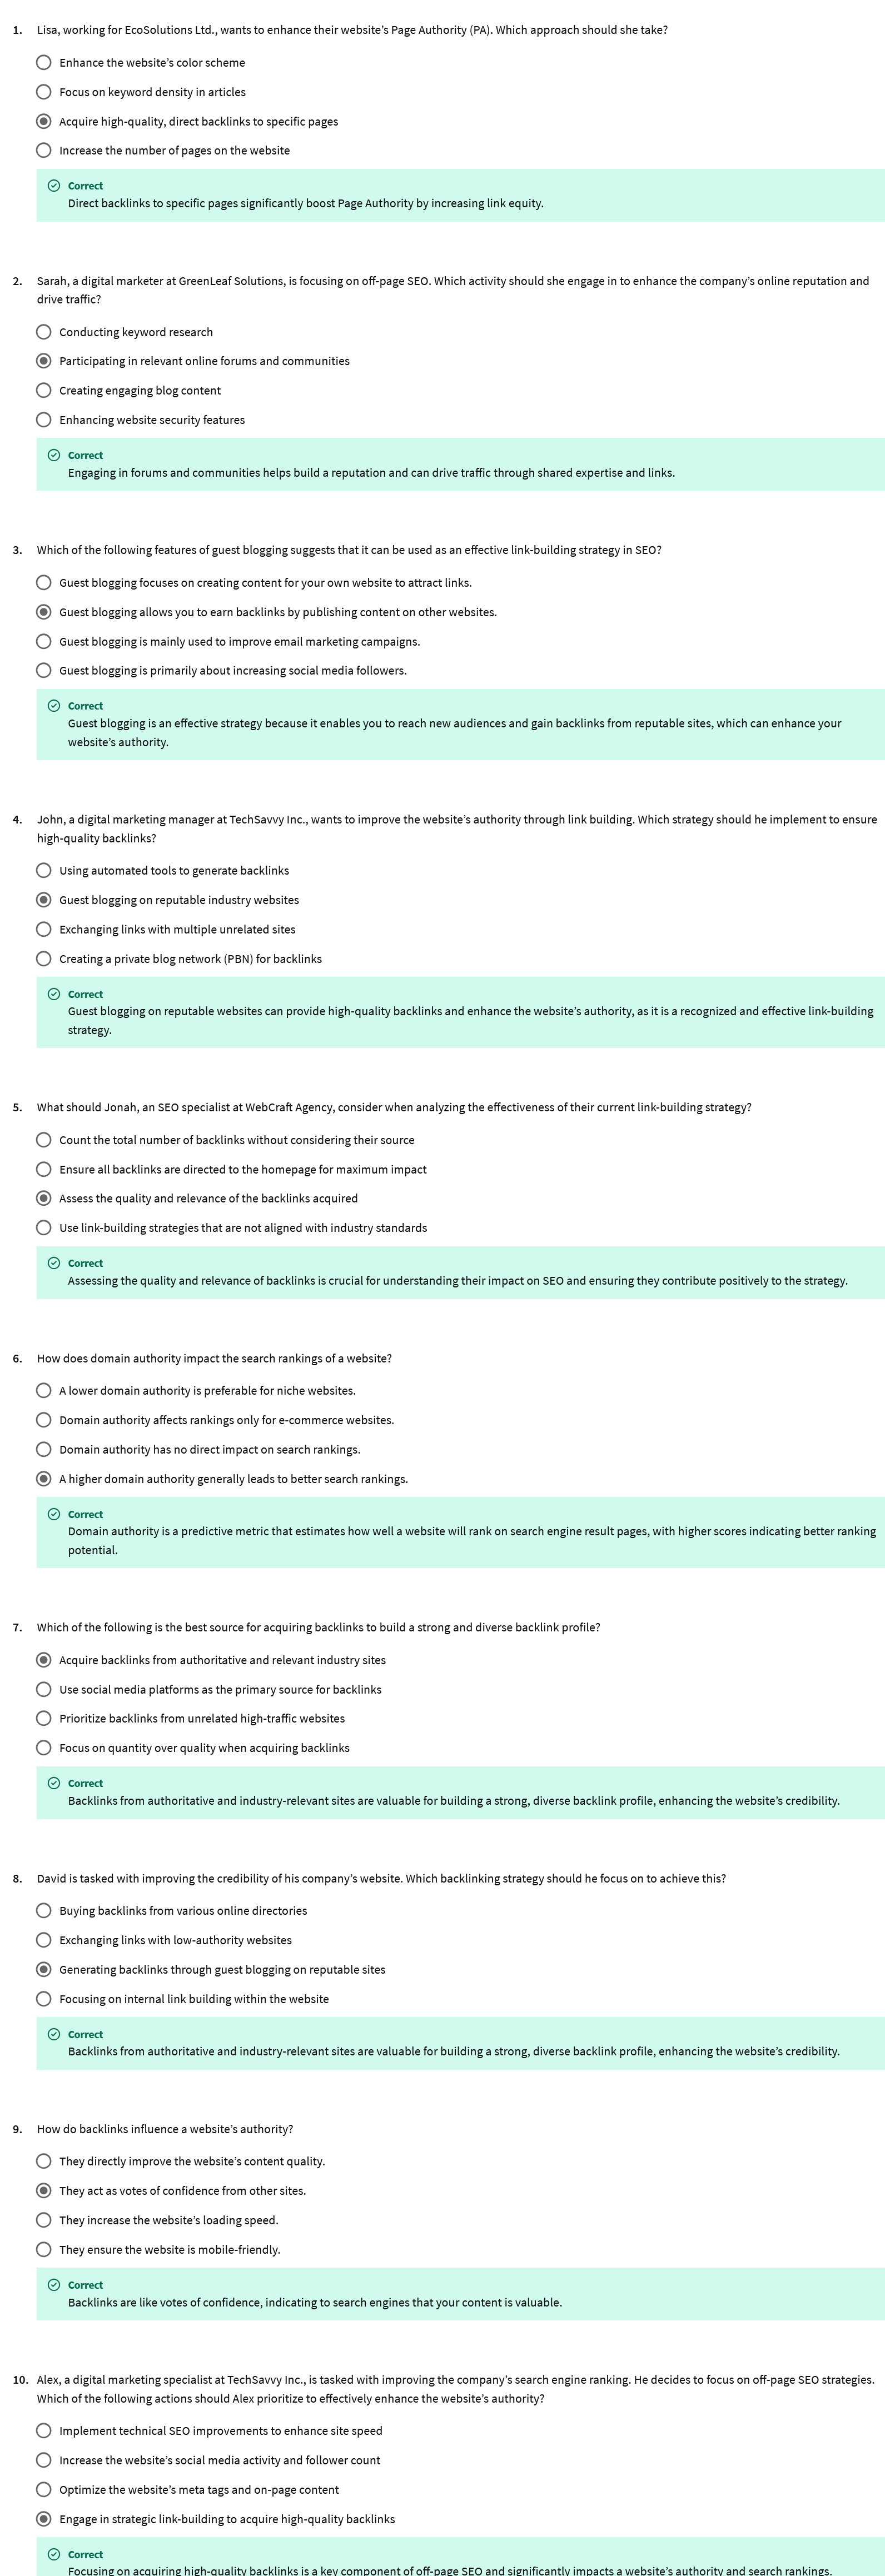 1. Lisa, working for EcoSolutions Ltd., wants to enhance their website’s Page Authority (PA). Which approach should she take?
Enhance the website’s color scheme
Focus on keyword density in articles
Acquire high-quality, direct backlinks to specific pages
Increase the number of pages on the website
Correct
Direct backlinks to specific pages significantly boost Page Authority by increasing link equity.
2. Sarah, a digital marketer at GreenLeaf Solutions, is focusing on off-page SEO. Which activity should she engage in to enhance the company’s online reputation and
drive traffic?
Conducting keyword research
Participating in relevant online forums and communities
Creating engaging blog content
Enhancing website security features
Correct
Engaging in forums and communities helps build a reputation and can drive traffic through shared expertise and links.
3. Which of the following features of guest blogging suggests that it can be used as an effective link-building strategy in SEO?
Guest blogging focuses on creating content for your own website to attract links.
Guest blogging allows you to earn backlinks by publishing content on other websites.
Guest blogging is mainly used to improve email marketing campaigns.
Guest blogging is primarily about increasing social media followers.
Correct
Guest blogging is an effective strategy because it enables you to reach new audiences and gain backlinks from reputable sites, which can enhance your
website’s authority.
4. John, a digital marketing manager at TechSavvy Inc., wants to improve the website’s authority through link building. Which strategy should he implement to ensure
high-quality backlinks?
Using automated tools to generate backlinks
Guest blogging on reputable industry websites
Exchanging links with multiple unrelated sites
Creating a private blog network (PBN) for backlinks
Correct
Guest blogging on reputable websites can provide high-quality backlinks and enhance the website’s authority, as it is a recognized and effective link-building
strategy.
5. What should Jonah, an SEO specialist at WebCraft Agency, consider when analyzing the effectiveness of their current link-building strategy?
Count the total number of backlinks without considering their source
Ensure all backlinks are directed to the homepage for maximum impact
Assess the quality and relevance of the backlinks acquired
Use link-building strategies that are not aligned with industry standards
Correct
Assessing the quality and relevance of backlinks is crucial for understanding their impact on SEO and ensuring they contribute positively to the strategy.
6. How does domain authority impact the search rankings of a website?
A lower domain authority is preferable for niche websites.
Domain authority affects rankings only for e-commerce websites.
Domain authority has no direct impact on search rankings.
A higher domain authority generally leads to better search rankings.
Correct
Domain authority is a predictive metric that estimates how well a website will rank on search engine result pages, with higher scores indicating better ranking
potential.
7. Which of the following is the best source for acquiring backlinks to build a strong and diverse backlink profile?
Acquire backlinks from authoritative and relevant industry sites
Use social media platforms as the primary source for backlinks
Prioritize backlinks from unrelated high-traffic websites
Focus on quantity over quality when acquiring backlinks
Correct
Backlinks from authoritative and industry-relevant sites are valuable for building a strong, diverse backlink profile, enhancing the website’s credibility.
8. David is tasked with improving the credibility of his company’s website. Which backlinking strategy should he focus on to achieve this?
Buying backlinks from various online directories
Exchanging links with low-authority websites
Generating backlinks through guest blogging on reputable sites
Focusing on internal link building within the website
Correct
Backlinks from authoritative and industry-relevant sites are valuable for building a strong, diverse backlink profile, enhancing the website’s credibility.
9. How do backlinks influence a website’s authority?
They directly improve the website’s content quality.
They act as votes of confidence from other sites.
They increase the website’s loading speed.
They ensure the website is mobile-friendly.
Correct
Backlinks are like votes of confidence, indicating to search engines that your content is valuable.
10. Alex, a digital marketing specialist at TechSavvy Inc., is tasked with improving the company’s search engine ranking. He decides to focus on off-page SEO strategies.
Which of the following actions should Alex prioritize to effectively enhance the website’s authority?
Implement technical SEO improvements to enhance site speed
Increase the website’s social media activity and follower count
Optimize the website’s meta tags and on-page content
Engage in strategic link-building to acquire high-quality backlinks
Correct
Focusing on acquiring high-quality backlinks is a key component of off-page SEO and significantly impacts a website’s authority and search rankings.